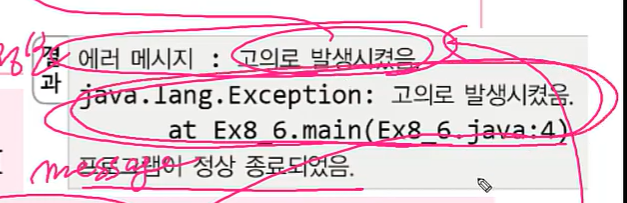 결과
에러 메시지 : 고의로 발생시켰음.
java.lang.Exception: 고의로 발생시켰음.
at Ex8_6.main(Ex8_6.java:4)
message
프로그램이 정상 종료되었음.